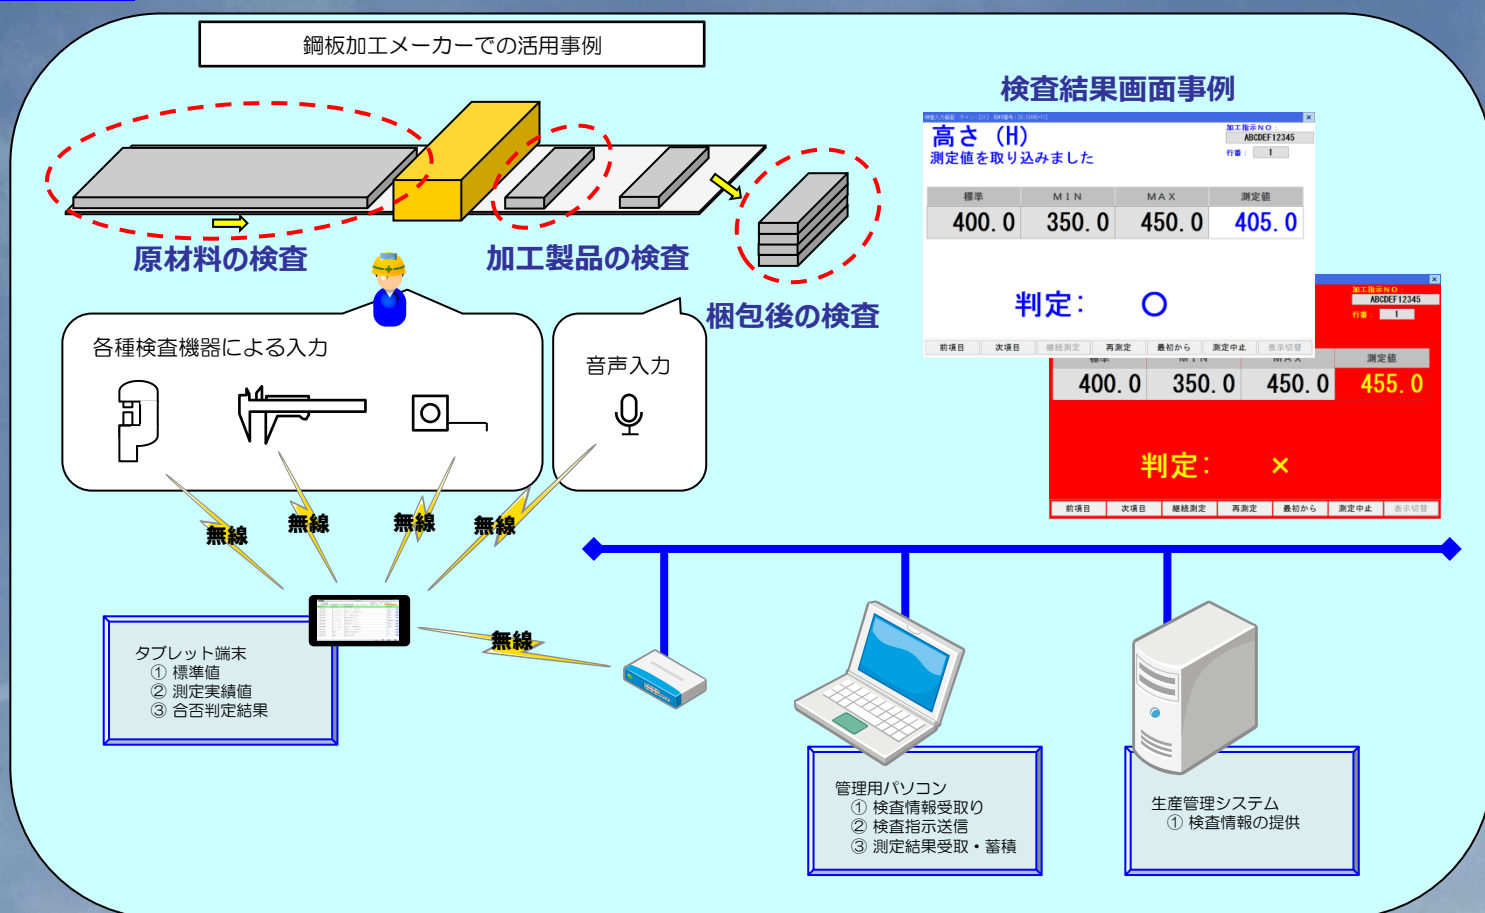 鋼板加工メーカーでの活用事例
原材料の検査
加工製品の検査
梱包後の検査
各種検査機器による入力
音声入力
無線
無線
無線
無線
無線
タブレット端末
① 標準値
② 測定実績値
③ 合否判定結果
管理用パソコン
① 検査情報受取り
② 検査指示送信
③ 測定結果受取・蓄積
生産管理システム
① 検査情報の提供
検査結果画面事例
高さ (H)
測定値を取り込みました
加工指示NO:
ABCDEF12345
行番: 1
標準 MIN MAX 測定値
400.0 350.0 450.0 405.0
判定: ○
前項目 次項目 継続測定 再測定 最初から 測定中止 表示切替
加工指示NO:
ABCDEF12345
行番: 1
標準 MIN MAX 測定値
400.0 350.0 450.0 455.0
判定: ×
前項目 次項目 継続測定 再測定 最初から 測定中止 表示切替